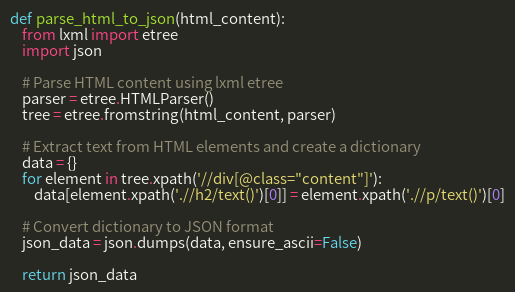 def parse_html_to_json(html_content):
    from lxml import etree
    import json

    # Parse HTML content using lxml etree
    parser = etree.HTMLParser()
    tree = etree.fromstring(html_content, parser)

    # Extract text from HTML elements and create a dictionary
    data = {}
    for element in tree.xpath('//div[@class="content"]'):
        data[element.xpath('.//h2/text()')[0]] = element.xpath('.//p/text()')[0]

    # Convert dictionary to JSON format
    json_data = json.dumps(data, ensure_ascii=False)

    return json_data